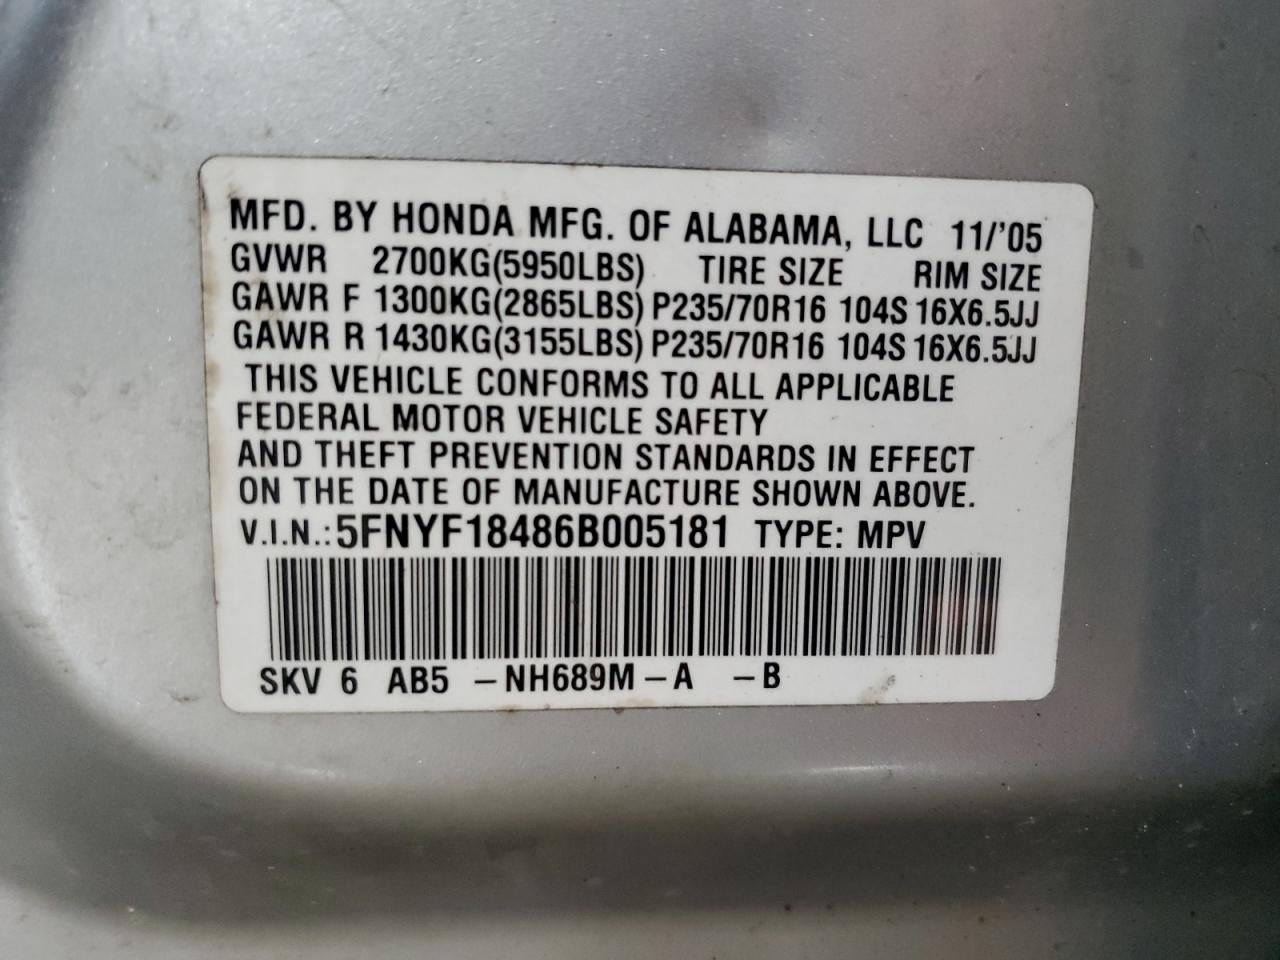 MFD. BY HONDA MFG. OF ALABAMA, LLC 11/'05
GVWR 2700KG(5950LBS) TIRE SIZE RIM SIZE
GAWR F 1300KG(2865LBS) P235/70R16 104S 16X6.5JJ
GAWR R 1430KG(3155LBS) P235/70R16 104S 16X6.5JJ
THIS VEHICLE CONFORMS TO ALL APPLICABLE
FEDERAL MOTOR VEHICLE SAFETY
AND THEFT PREVENTION STANDARDS IN EFFECT
ON THE DATE OF MANUFACTURE SHOWN ABOVE.
V.I.N.: 5FNYF18486B005181 TYPE: MPV
SKV 6 AB5 -NH689M-A -B